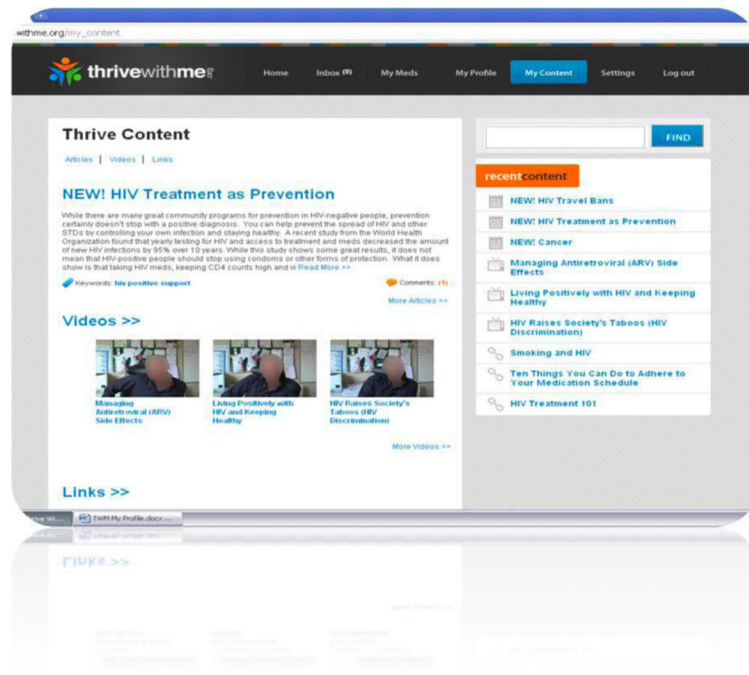 withme.org/my_content
thrivewithme
Home Inbox (0) My Meds My Profile My Content Settings Log out
Thrive Content
Articles | Videos | Links
NEW! HIV Treatment as Prevention
While there are many great community programs for prevention in HIV-negative people, prevention
certainly doesn't stop with a positive diagnosis. You can help prevent the spread of HIV and other
STDs by controlling your own infection and staying healthy. A recent study from the World Health
Organization found that yearly testing for HIV and access to treatment and meds decreased the amount
of new HIV infections by 95% over 10 years. While this study shows some great results, it does not
mean that HIV-positive people should stop using condoms or other forms of protection. What it does
show is that taking HIV meds, keeping CD4 counts high and vi Read More >>
Keywords: hiv positive support
Comments: (1)
More Articles >>
Videos >>
Managing
Antiretroviral (ARV)
Side Effects
Living Positively with
HIV and Keeping
Healthy
HIV Raises Society's
Taboos (HIV
Discrimination)
More Videos >>
Links >>
FIND
recentcontent
NEW! HIV Travel Bans
NEW! HIV Treatment as Prevention
NEW! Cancer
Managing Antiretroviral (ARV) Side
Effects
Living Positively with HIV and Keeping
Healthy
HIV Raises Society's Taboos (HIV
Discrimination)
Smoking and HIV
Ten Things You Can Do to Adhere to
Your Medication Schedule
HIV Treatment 101
TWM.My Profile.docx ...